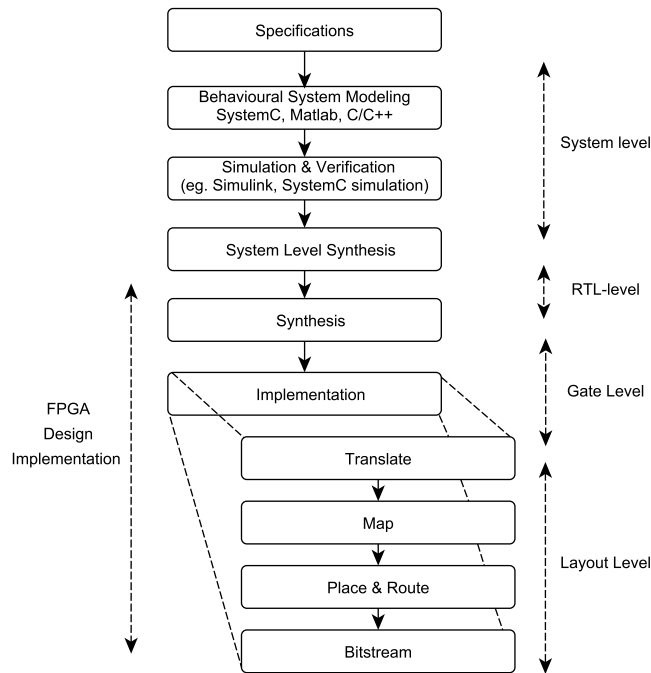 Specifications
Behavioural System Modeling
SystemC, Matlab, C/C++
System level
Simulation & Verification
(eg. Simulink, SystemC simulation)
System Level Synthesis
RTL-level
Synthesis
Implementation
Gate Level
FPGA
Design
Implementation
Translate
Map
Layout Level
Place & Route
Bitstream